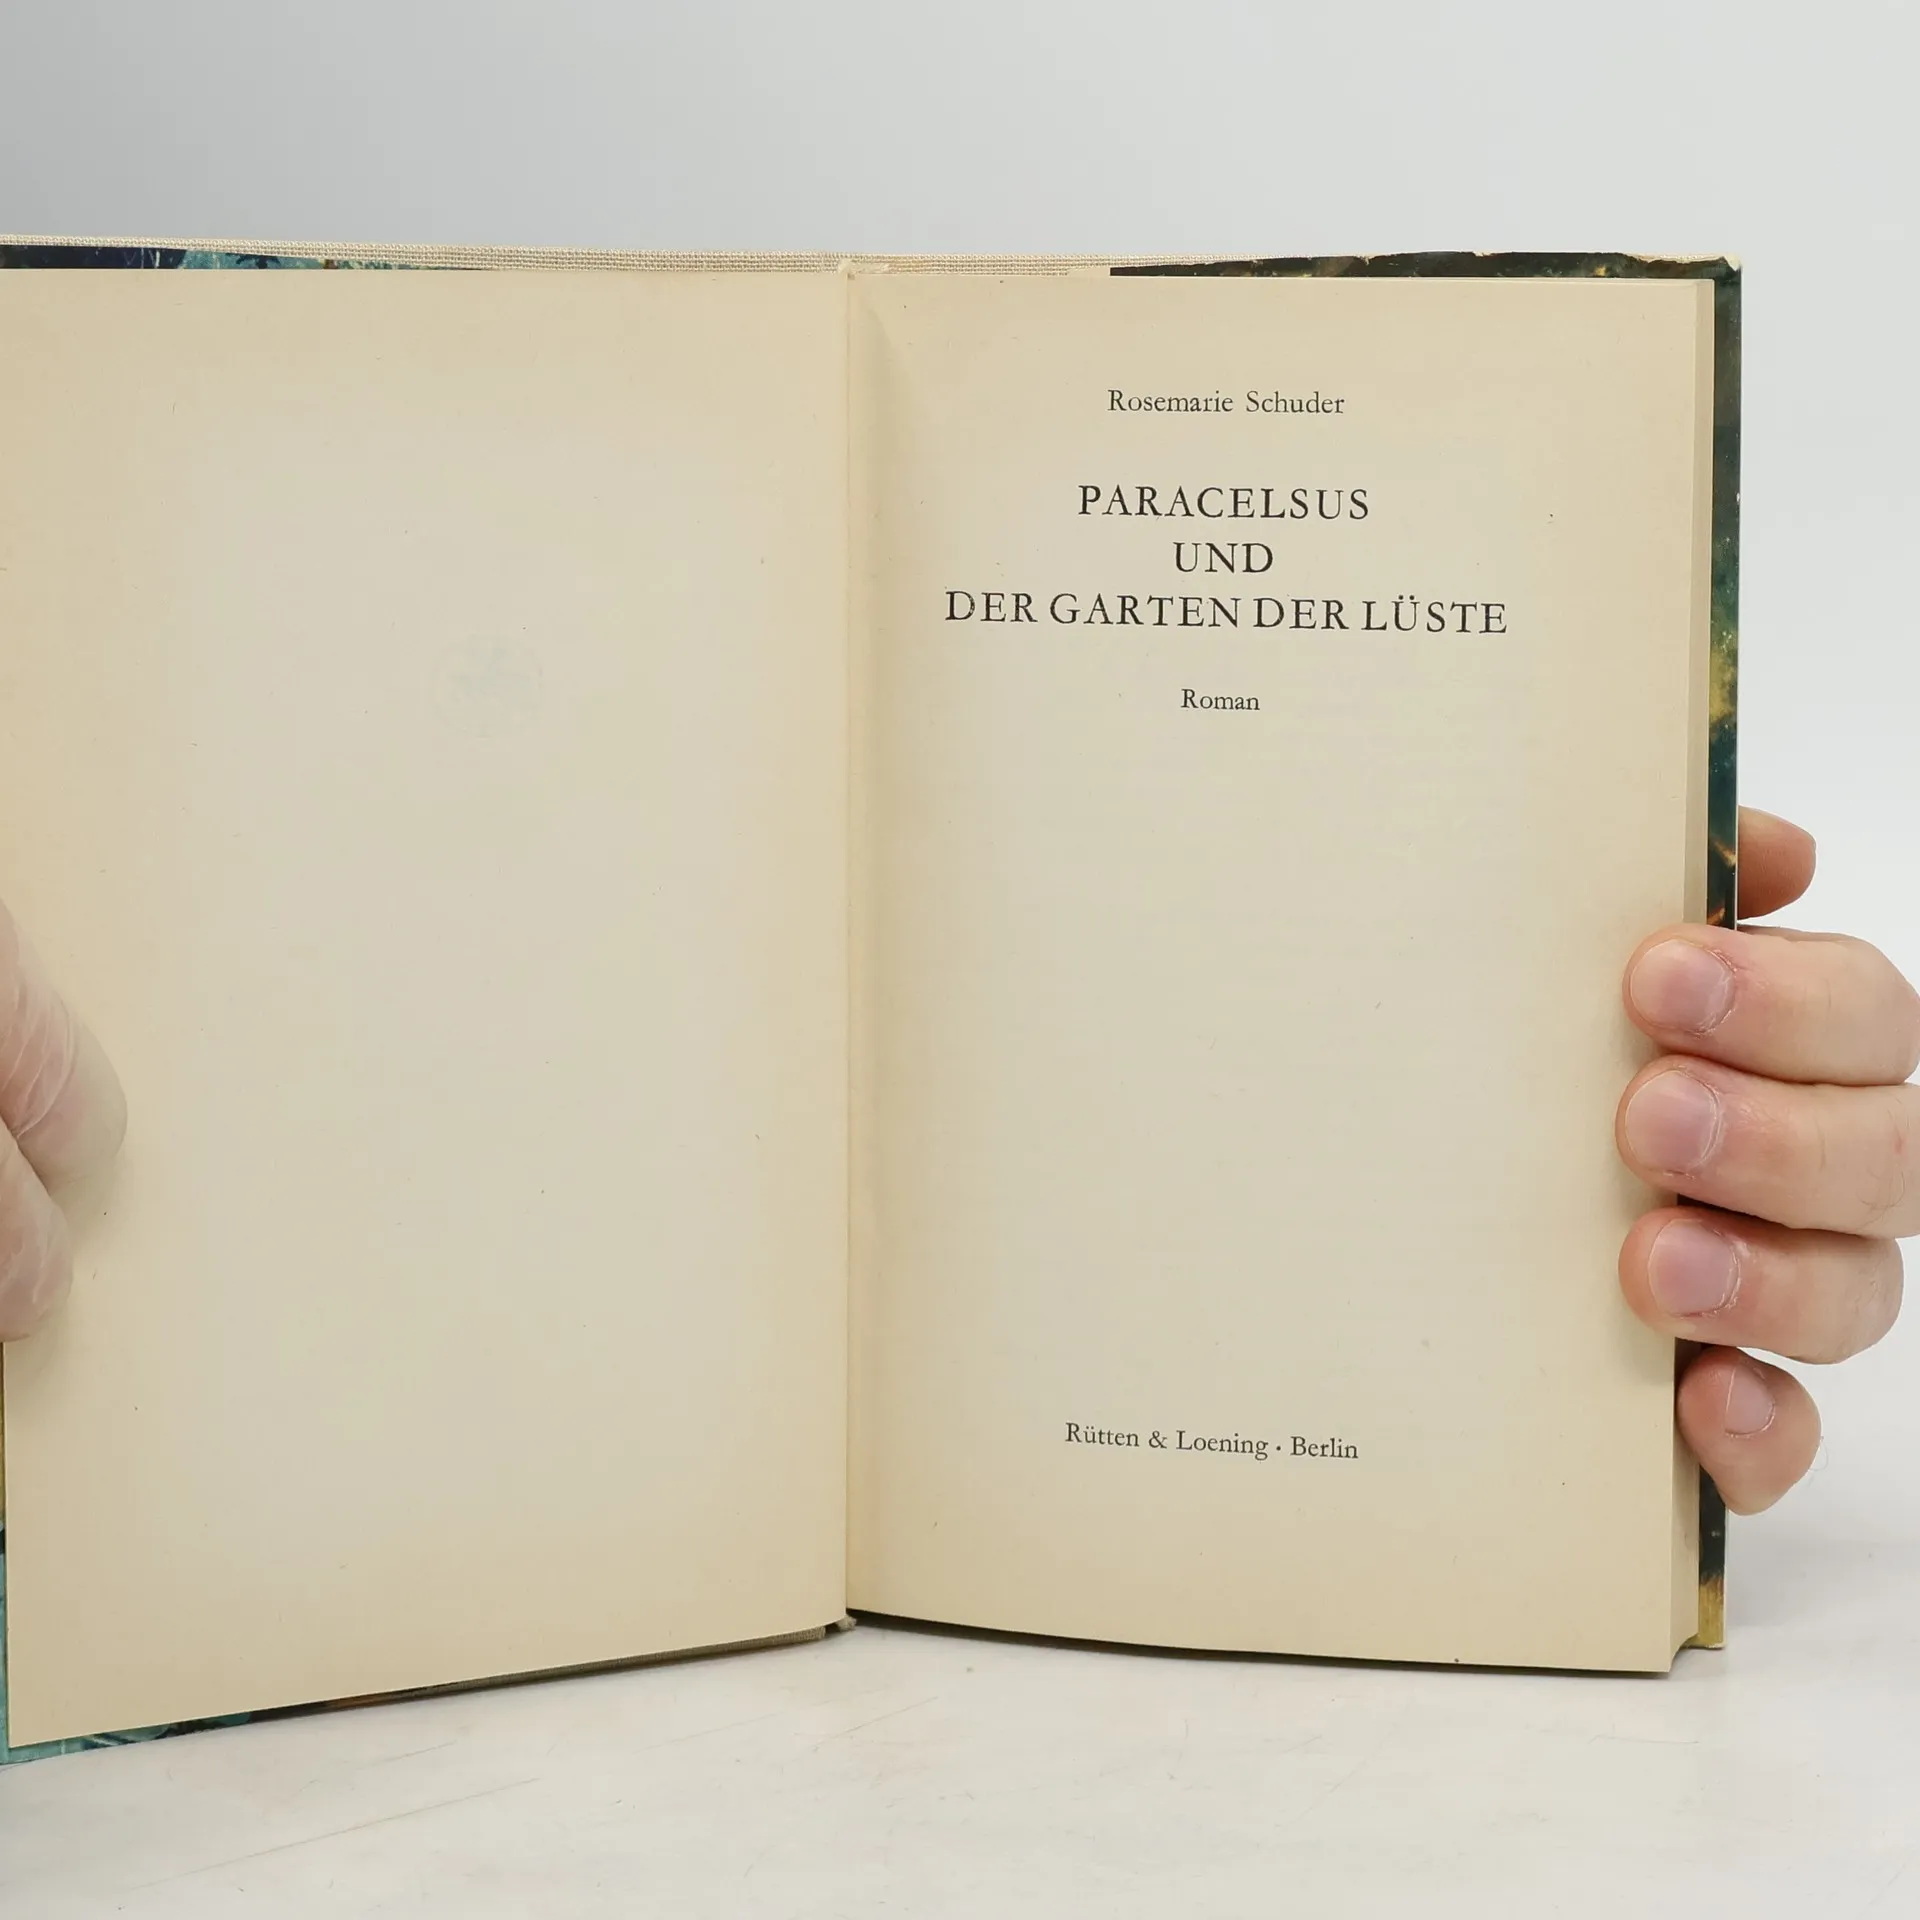 Rosemarie Schuder
PARACELSUS
UND
DER GARTEN DER LÜSTE
Roman
Rütten & Loening · Berlin